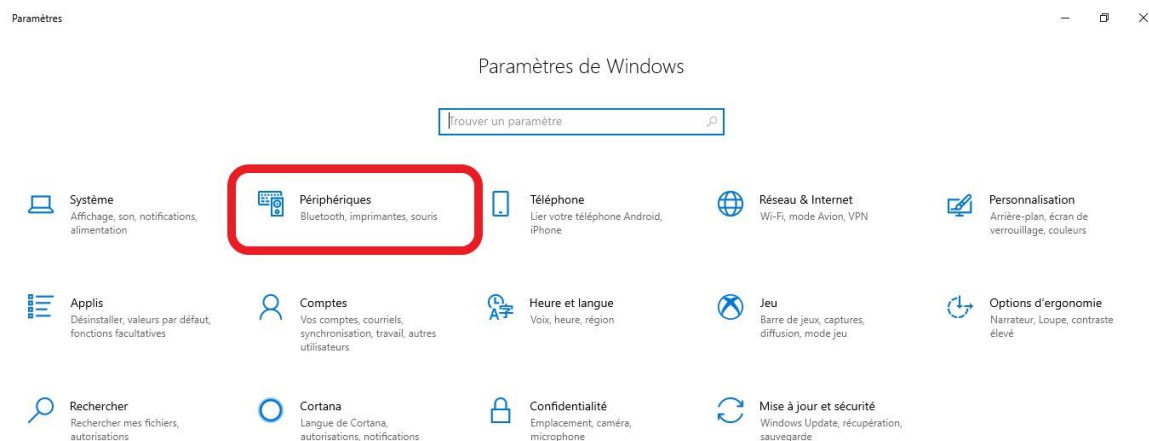 Paramètres
Paramètres de Windows
Trouver un paramètre
Système
Affichage, son, notifications,
alimentation
Périphériques
Bluetooth, imprimantes, souris
Téléphone
Lier votre téléphone Android,
iPhone
Réseau & Internet
Wi-Fi, mode Avion, VPN
Personnalisation
Arrière-plan, écran de
verrouillage, couleurs
Applis
Désinstaller, valeurs par défaut,
fonctions facultatives
Comptes
Vos comptes, courriels,
synchronisation, travail, autres
utilisateurs
Heure et langue
Voix, heure, région
Jeu
Barre de jeux, captures,
diffusion, mode jeu
Options d'ergonomie
Narrateur, Loupe, contraste
élevé
Rechercher
Rechercher mes fichiers,
autorisations
Cortana
Langue de Cortana,
autorisations, notifications
Confidentialité
Emplacement, caméra,
microphone
Mise à jour et sécurité
Windows Update, récupération,
sauvegarde